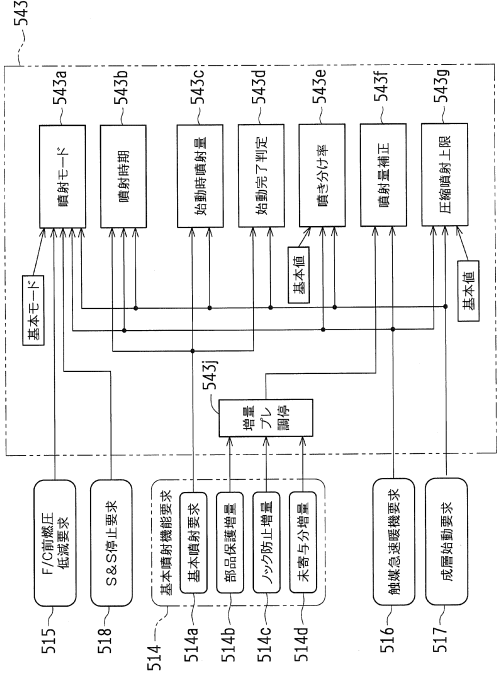 543
543a
543b
543c
543d
543e
543f
543g
噴射モード
噴射時期
始動時噴射量
始動完了判定
噴き分け率
噴射量補正
圧縮噴射上限
基本モード
基本値
基本値
543j
増量
プレ
調停
F/C前燃圧
低減要求
S&S停止要求
基本噴射機能要求
基本噴射要求
部品保護増量
ノック防止増量
未寄与分増量
触媒急速暖機要求
成層始動要求
515
518
514
514a
514b
514c
514d
516
517